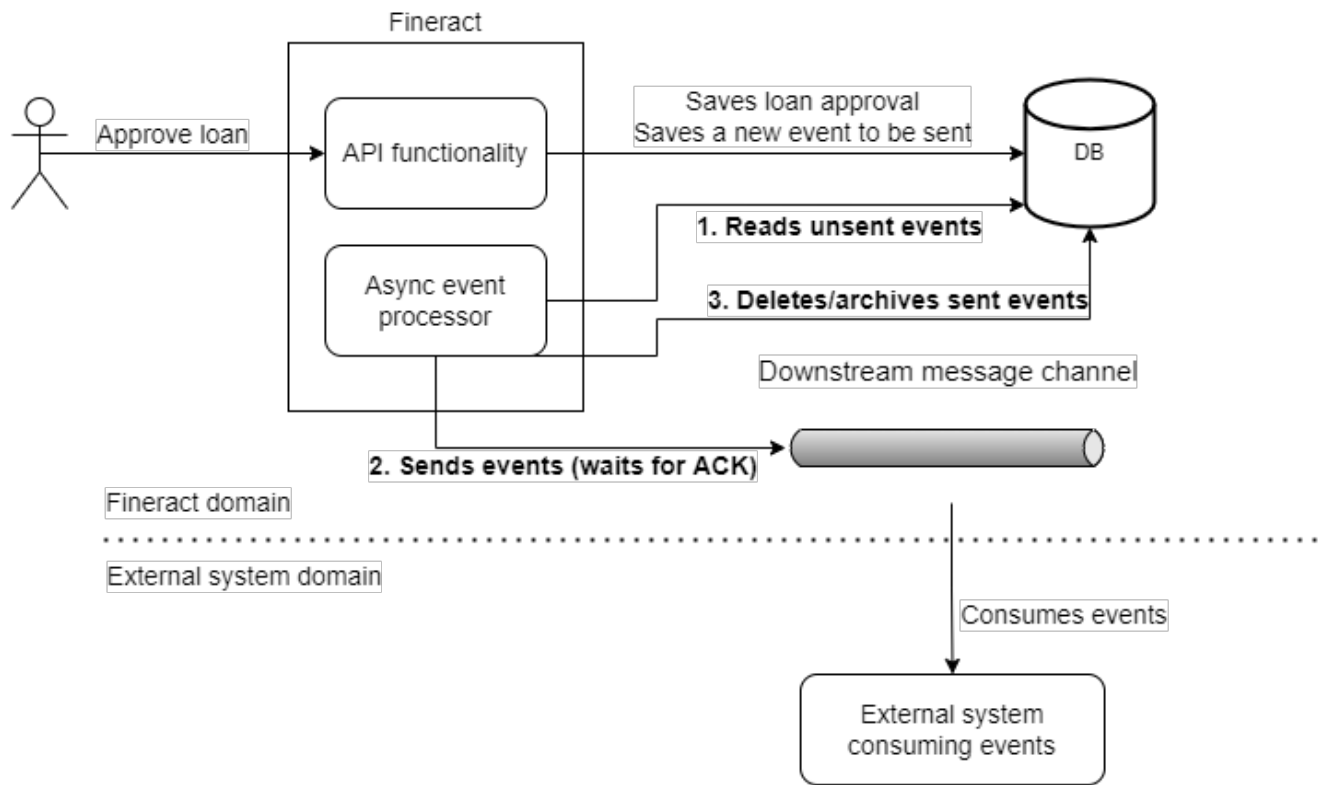 Fineract
Approve loan
API functionality
Saves loan approval
Saves a new event to be sent
DB
1. Reads unsent events
Async event
processor
3. Deletes/archives sent events
Downstream message channel
2. Sends events (waits for ACK)
Fineract domain
External system domain
Consumes events
External system
consuming events